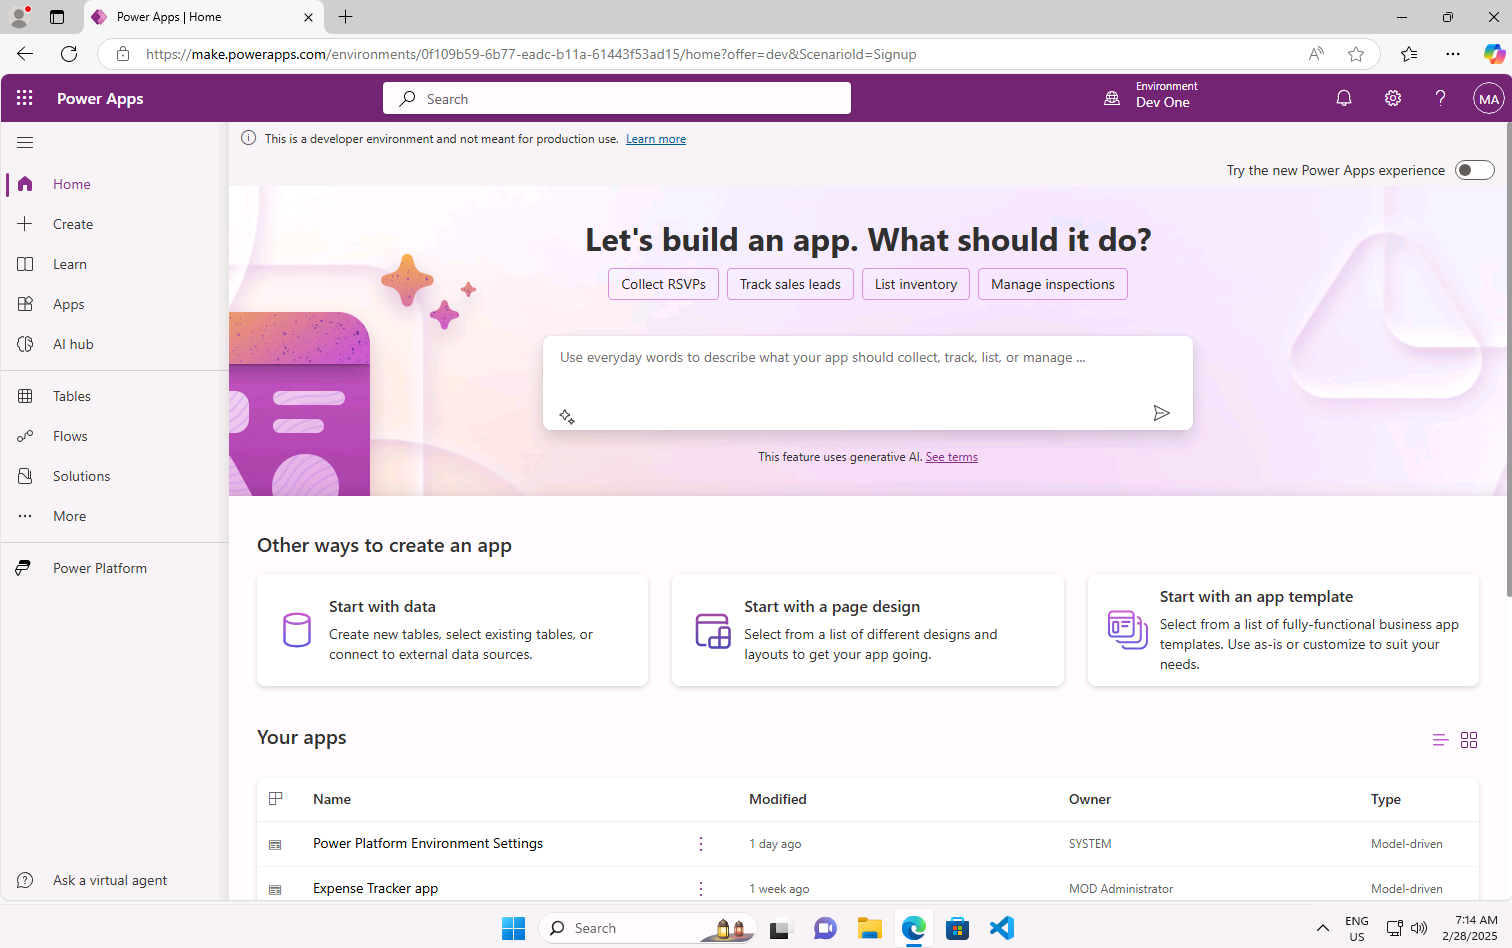 Power Apps | Home
https://make.powerapps.com/environments/0f109b59-6b77-eadc-b11a-61443f53ad15/home?offer=dev&ScenarioId=Signup
Power Apps
Search
Environment
Dev One
MA
This is a developer environment and not meant for production use. Learn more
Try the new Power Apps experience
Home
Create
Learn
Apps
AI hub
Tables
Flows
Solutions
More
Power Platform
Ask a virtual agent
Let's build an app. What should it do?
Collect RSVPs
Track sales leads
List inventory
Manage inspections
Use everyday words to describe what your app should collect, track, list, or manage ...
This feature uses generative AI. See terms
Other ways to create an app
Start with data
Create new tables, select existing tables, or
connect to external data sources.
Start with a page design
Select from a list of different designs and
layouts to get your app going.
Start with an app template
Select from a list of fully-functional business app
templates. Use as-is or customize to suit your
needs.
Your apps
Name Modified Owner Type
Power Platform Environment Settings 1 day ago SYSTEM Model-driven
Expense Tracker app 1 week ago MOD Administrator Model-driven
Search
ENG
US
7:14 AM
2/28/2025